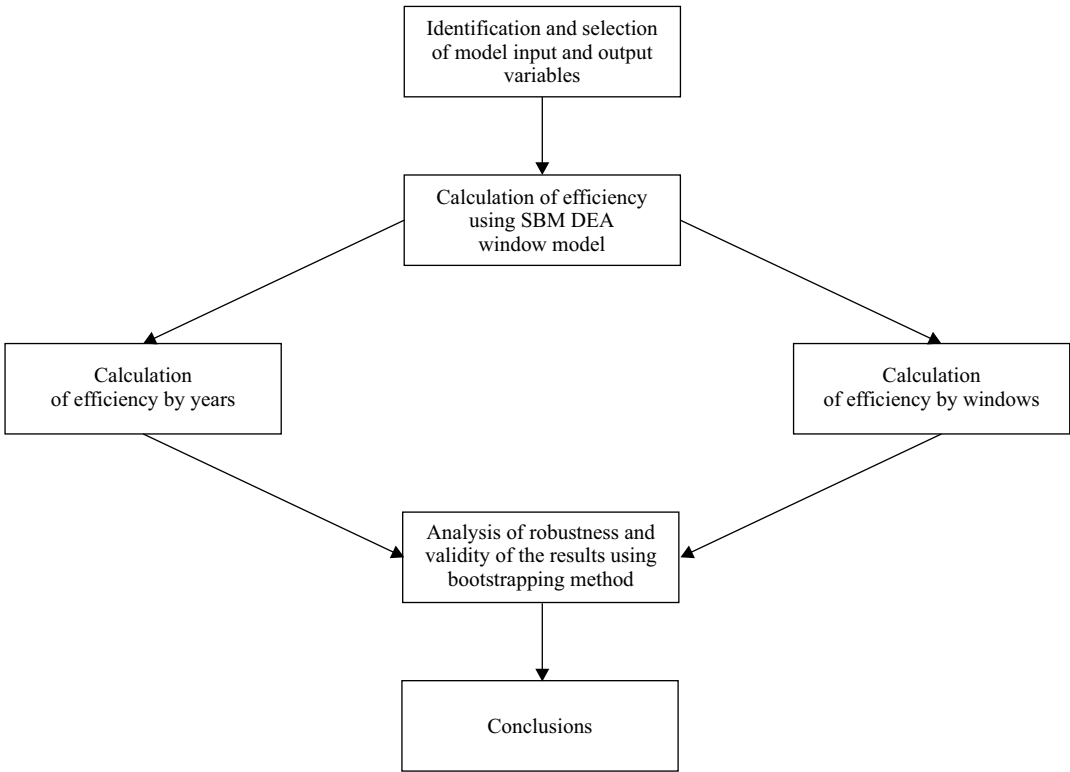 Identification and selection
of model input and output
variables
Calculation of efficiency
using SBM DEA
window model
Calculation
of efficiency by years
Calculation
of efficiency by windows
Analysis of robustness and
validity of the results using
bootstrapping method
Conclusions